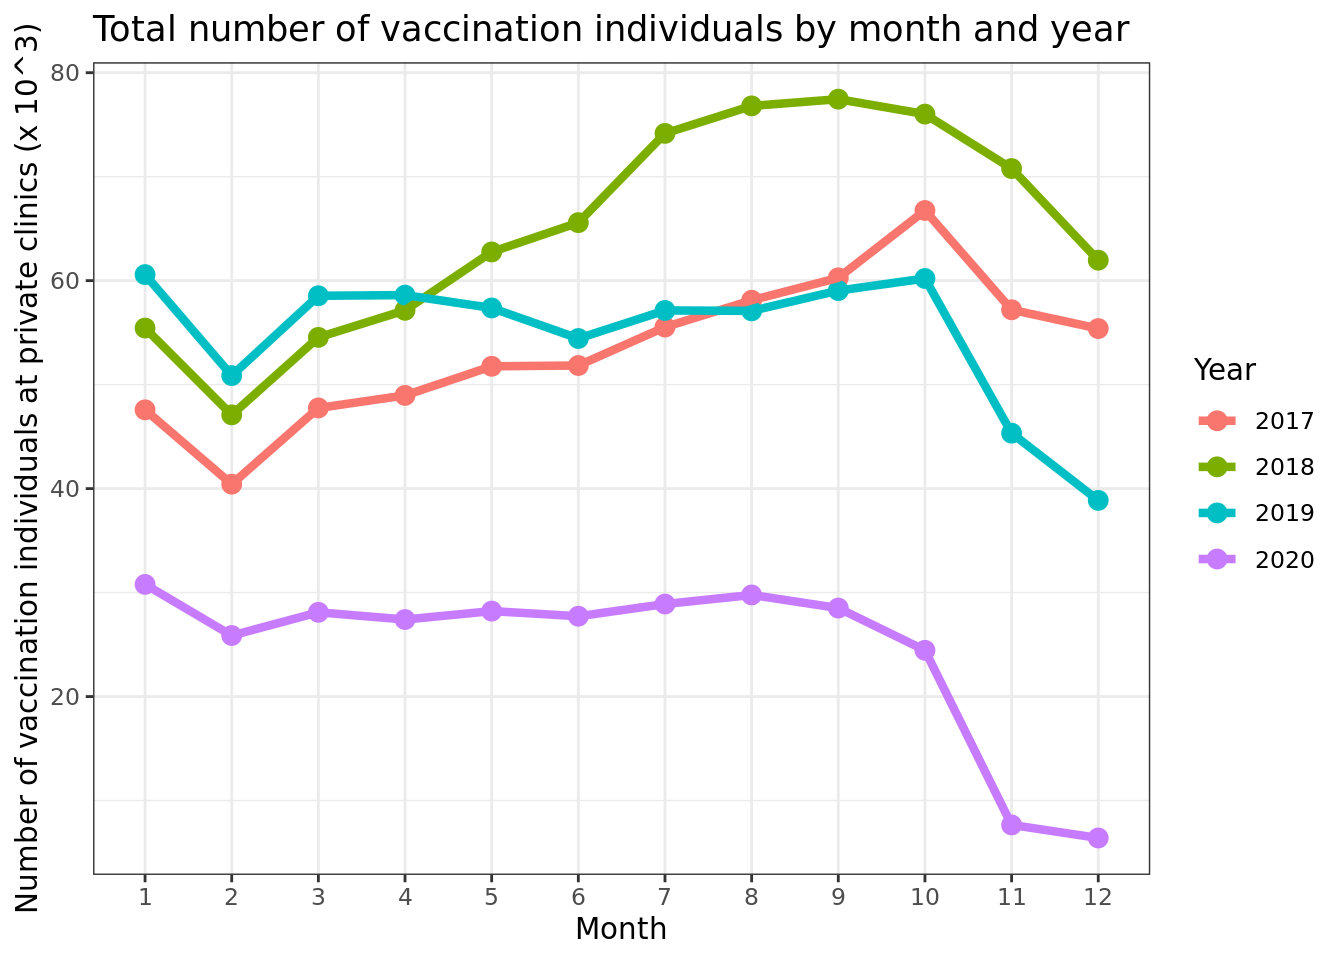 Total number of vaccination individuals by month and year
Number of vaccination individuals at private clinics (x 10^3)
80
60
40
20
1 2 3 4 5 6 7 8 9 10 11 12
Month
Year
2017
2018
2019
2020